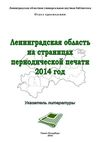 Ленинградская областная универсальная научная библиотека
Отдел краеведения
Ленинградская область
на страницах
периодической печати
2014 год
Указатель литературы
Санкт-Петербург